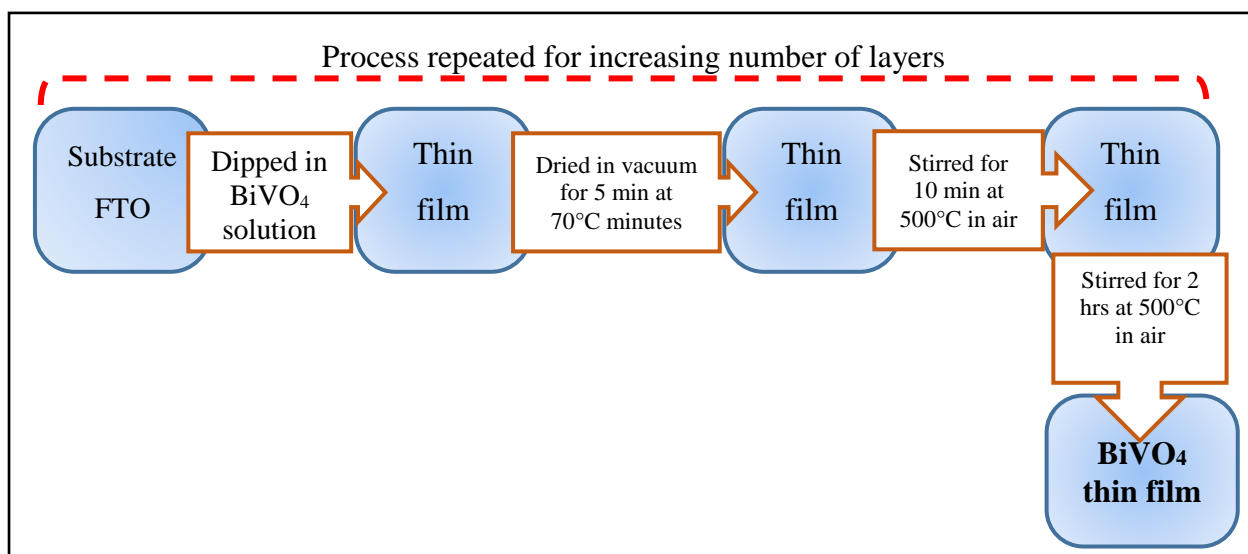 Process repeated for increasing number of layers
Substrate
FTO
Dipped in
BiVO₄
solution
Thin
film
Dried in vacuum
for 5 min at
70°C minutes
Thin
film
Stirred for
10 min at
500°C in air
Thin
film
Stirred for 2
hrs at 500°C
in air
BiVO₄
thin film